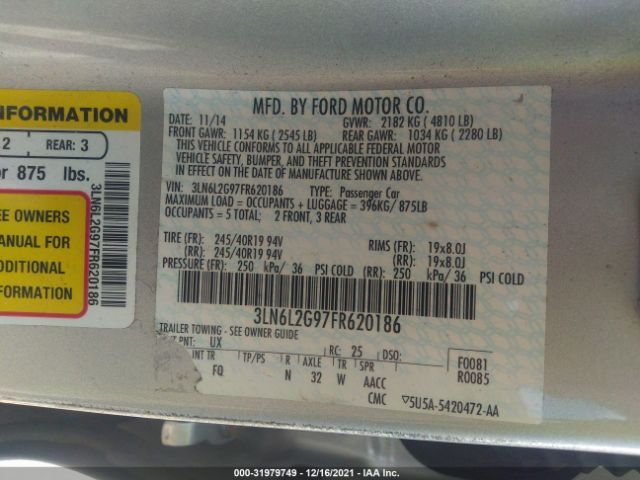 INFORMATION
2 REAR: 3
or 875 lbs.
EE OWNERS
ANUAL FOR
ADDITIONAL
INFORMATION
3LN6L2G97FR620186
MFD. BY FORD MOTOR CO.
DATE: 11/14 GVWR: 2182 KG ( 4810 LB)
FRONT GAWR: 1154 KG ( 2545 LB) REAR GAWR: 1034 KG ( 2280 LB)
THIS VEHICLE CONFORMS TO ALL APPLICABLE FEDERAL MOTOR
VEHICLE SAFETY, BUMPER, AND THEFT PREVENTION STANDARDS
IN EFFECT ON THE DATE OF MANUFACTURE SHOWN ABOVE.
VIN: 3LN6L2G97FR620186 TYPE: Passenger Car
MAXIMUM LOAD = OCCUPANTS + LUGGAGE = 396KG/ 875LB
OCCUPANTS = 5 TOTAL; 2 FRONT, 3 REAR
TIRE (FR): 245/40R19 94V RIMS (FR): 19x8.0J
(RR): 245/40R19 94V (RR): 19x8.0J
PRESSURE (FR): 250 kPa/ 36 PSI COLD (RR): 250 kPa/ 36 PSI COLD
3LN6L2G97FR620186
TRAILER TOWING - SEE OWNER GUIDE
EXT PNT: UX RC: 25 DSO:
INT TR TP/PS R AXLE TR SPR
FQ N 32 W AACC
CMC
F0081
R0085
▽5U5A-5420472-AA
000-31979749 - 12/16/2021 - IAA Inc.